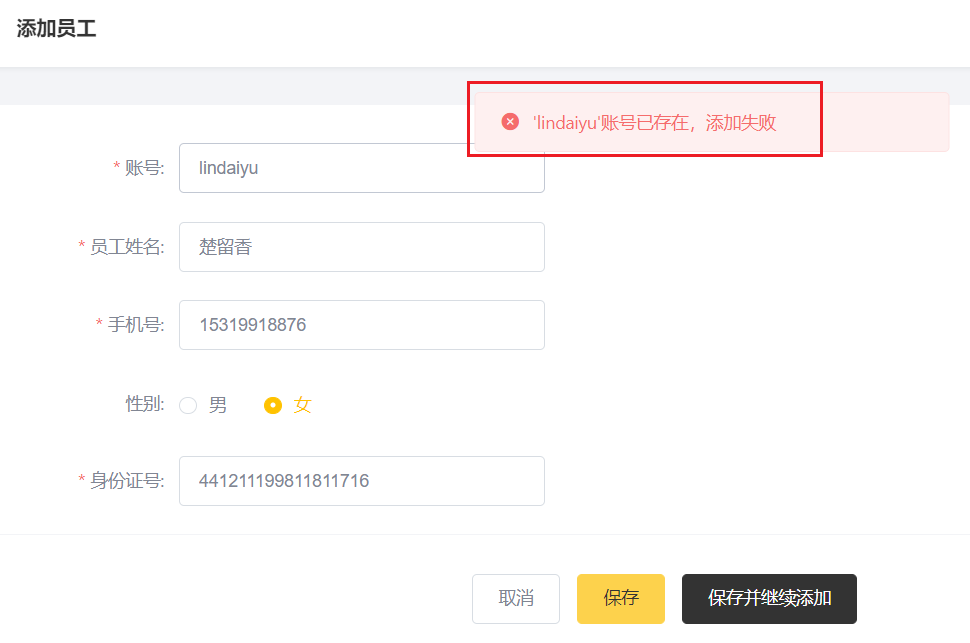 添加员工
'lindaiyu'账号已存在，添加失败
* 账号: lindaiyu
* 员工姓名: 楚留香
* 手机号: 15319918876
性别: 男 女
* 身份证号: 441211199811811716
取消 保存 保存并继续添加